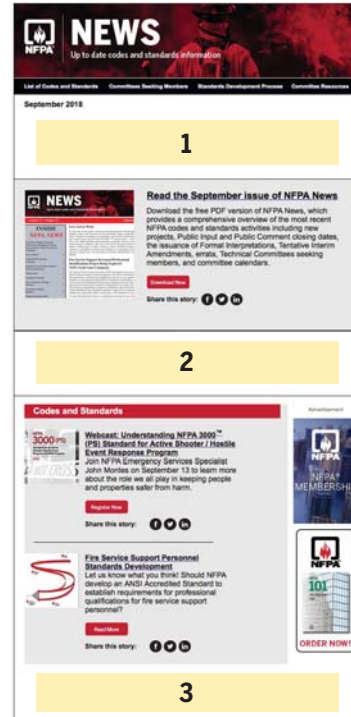 NFPA
NEWS
Up to date codes and standards information
List of Codes and Standards Committees Seeking Members Standards Development Process Committee Resources
September 2018
1
NFPA NEWS
INSIDE
NFPA NEWS
Read the September issue of NFPA News
Download the free PDF version of NFPA News, which
provides a comprehensive overview of the most recent
NFPA codes and standards activities including new
projects, Public Input and Public Comment closing dates,
the issuance of Formal Interpretations, Tentative Interim
Amendments, errata, Technical Committees seeking
members, and committee calendars.
Download Now
Share this story:
2
Codes and Standards
Advertisement
3000 (PS)
Webcast: Understanding NFPA 3000™
(PS) Standard for Active Shooter / Hostile
Event Response Program
Join NFPA Emergency Services Specialist
John Montes on September 13 to learn more
about the role we all play in keeping people
and properties safer from harm.
Register Now
Share this story:
NFPA
NFPA
MEMBERSHI
Fire Service Support Personnel
Standards Development
Let us know what you think! Should NFPA
develop an ANSI Accredited Standard to
establish requirements for professional
qualifications for fire service support
personnel?
Read More
Share this story:
NFPA
101
ORDER NOW!
3